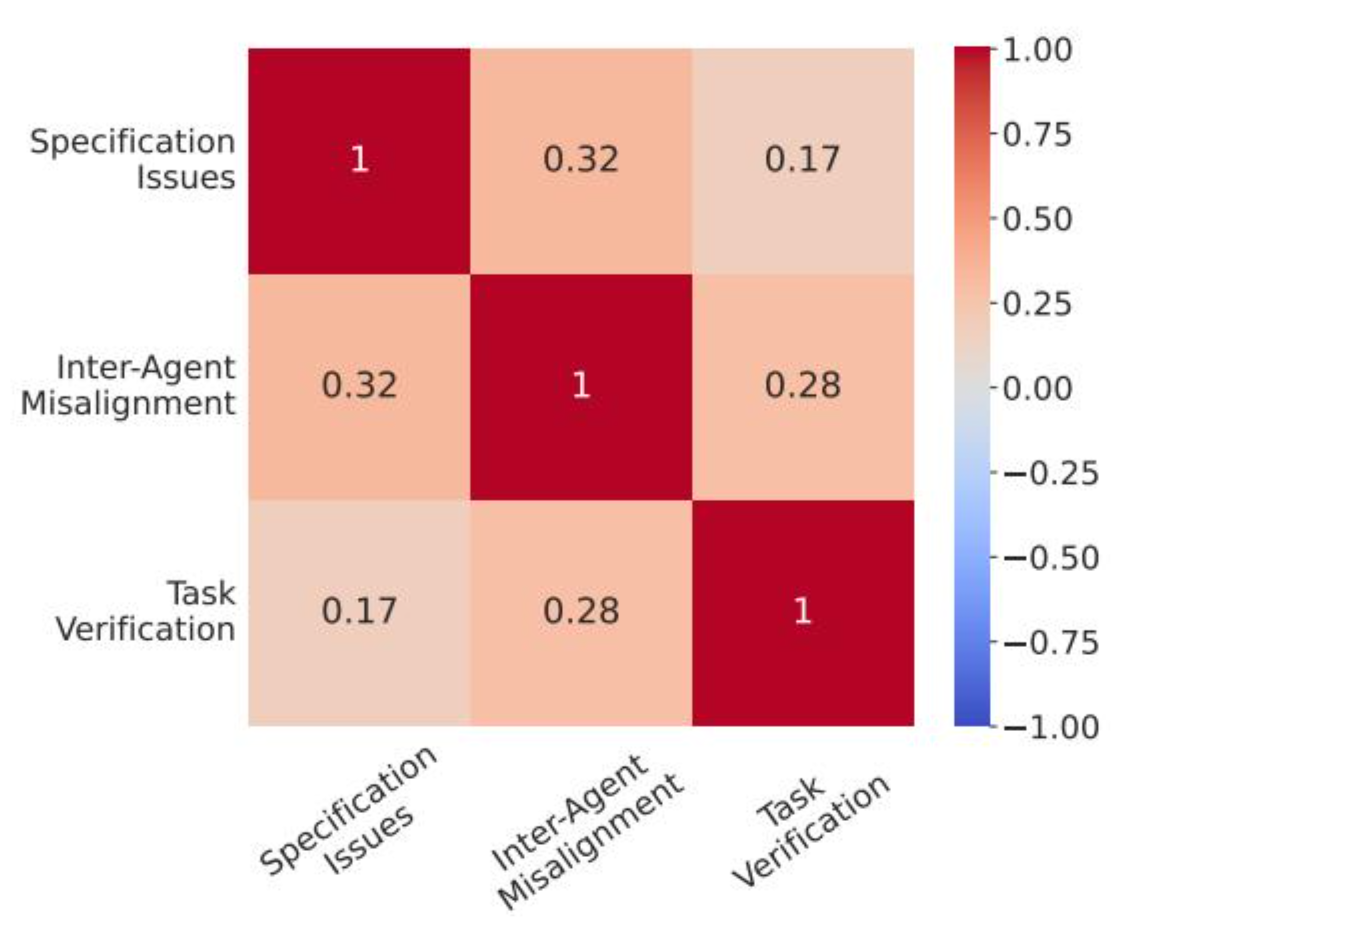 Specification
Issues
Inter-Agent
Misalignment
Task
Verification
1
0.32
0.17
0.32
1
0.28
0.17
0.28
1
Specification
Issues
Inter-Agent
Misalignment
Task
Verification
1.00
0.75
0.50
0.25
0.00
−0.25
−0.50
−0.75
−1.00